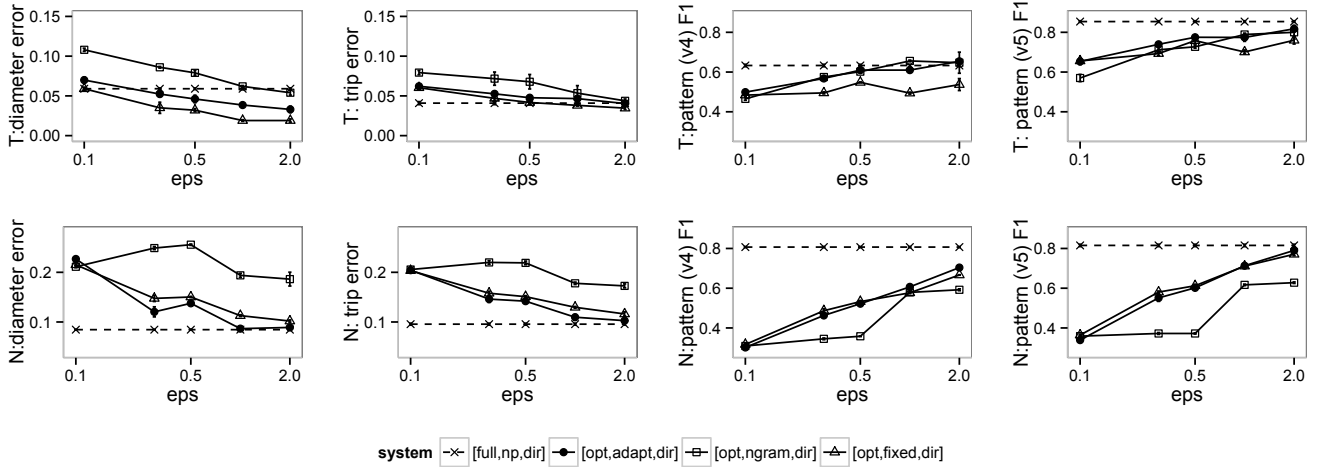 T:diameter error
0.15
0.10
0.05
0.00
0.1
0.5
2.0
eps
T: trip error
0.15
0.10
0.05
0.00
0.1
0.5
2.0
eps
T:pattern (v4) F1
0.8
0.6
0.4
0.1
0.5
2.0
eps
T: pattern (v5) F1
0.8
0.6
0.4
0.1
0.5
2.0
eps
N:diameter error
0.2
0.1
0.1
0.5
2.0
eps
N: trip error
0.2
0.1
0.1
0.5
2.0
eps
N:pattern (v4) F1
0.8
0.6
0.4
0.1
0.5
2.0
eps
N:pattern (v5) F1
0.8
0.6
0.4
0.1
0.5
2.0
eps
system [full,np,dir] [opt,adapt,dir] [opt,ngram,dir] [opt,fixed,dir]